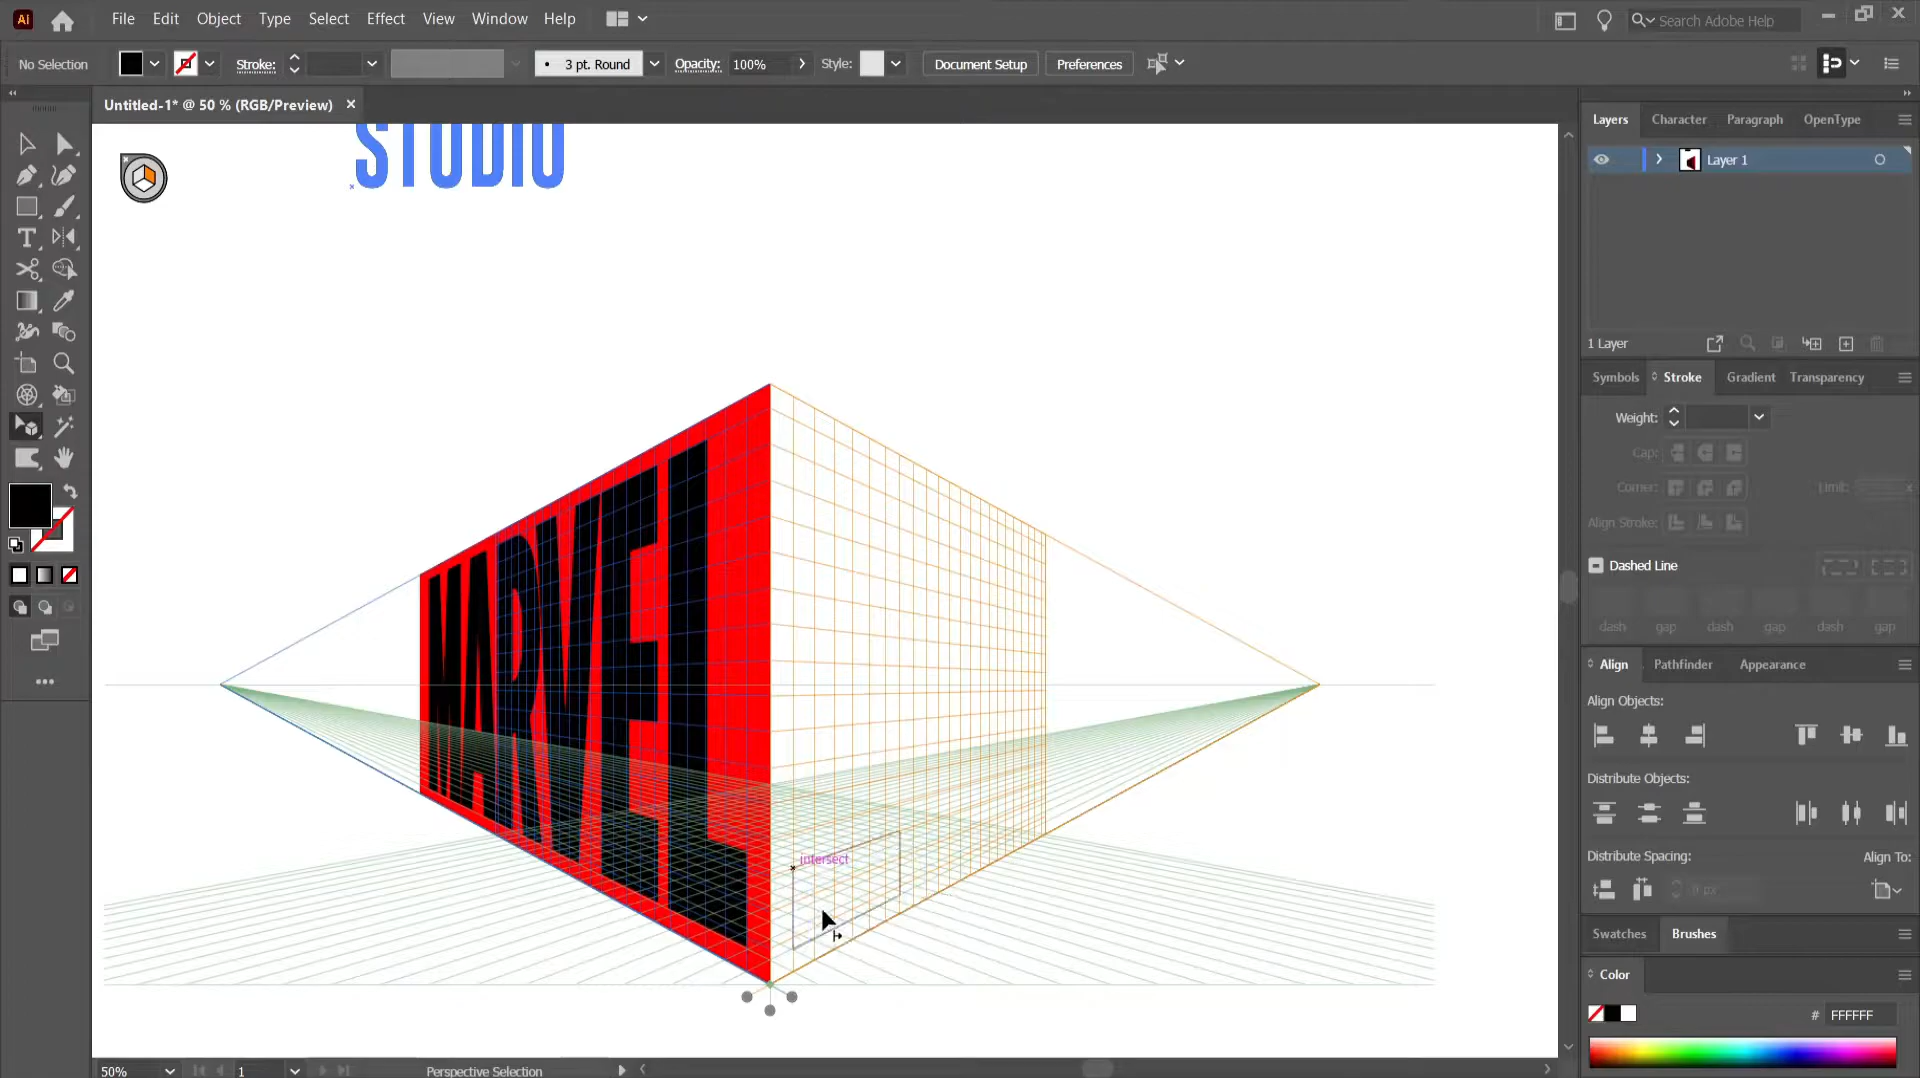 Ai File Edit Object Type Select Effect View Window Help Search Adobe Help
No Selection Stroke: 3 pt. Round Opacity: 100% Style: Document Setup Preferences
Untitled-1* @ 50 % (RGB/Preview)
STUDIO
MARVEL
intersect
50% 1 Perspective Selection
Layers Character Paragraph OpenType
Layer 1
1 Layer
Symbols Stroke Gradient Transparency
Weight:
Cap:
Corner: Limit:
Align Stroke:
Dashed Line
dash gap dash gap dash gap
Align Pathfinder Appearance
Align Objects:
Distribute Objects:
Distribute Spacing: Align To:
0 px
Swatches Brushes
Color
# FFFFFF